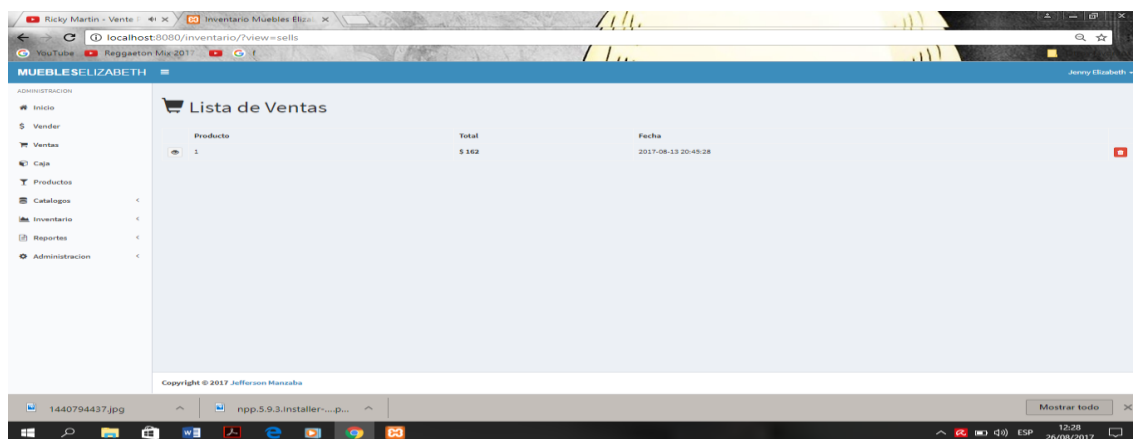 Ricky Martin - Vente
Inventario Muebles Eliza
localhost:8080/inventario/?view=sells
YouTube Reggaeton Mix 2017 f
MUEBLESELIZABETH
Jenny Elizabeth
ADMINISTRACION
Inicio
Vender
Ventas
Caja
Productos
Catalogos
Inventario
Reportes
Administracion
Lista de Ventas
Producto Total Fecha
1 $ 162 2017-08-13 20:45:28
Copyright © 2017 Jefferson Manzaba
1440794437.jpg
npp.5.9.3.Installer-....p...
Mostrar todo
ESP
12:28
26/08/2017